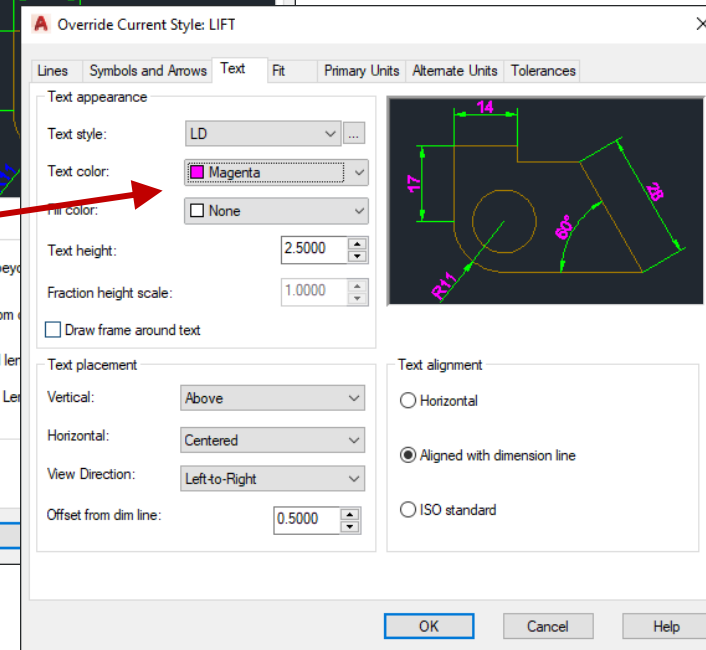 A Override Current Style: LIFT
Lines Symbols and Arrows Text Fit Primary Units Alternate Units Tolerances
Text appearance
Text style: LD ...
Text color: Magenta
Fill color: None
Text height: 2.5000
Fraction height scale: 1.0000
Draw frame around text
14
17
28
60°
R11
Text placement
Vertical: Above
Horizontal: Centered
View Direction: Left-to-Right
Offset from dim line: 0.5000
Text alignment
Horizontal
Aligned with dimension line
ISO standard
OK Cancel Help